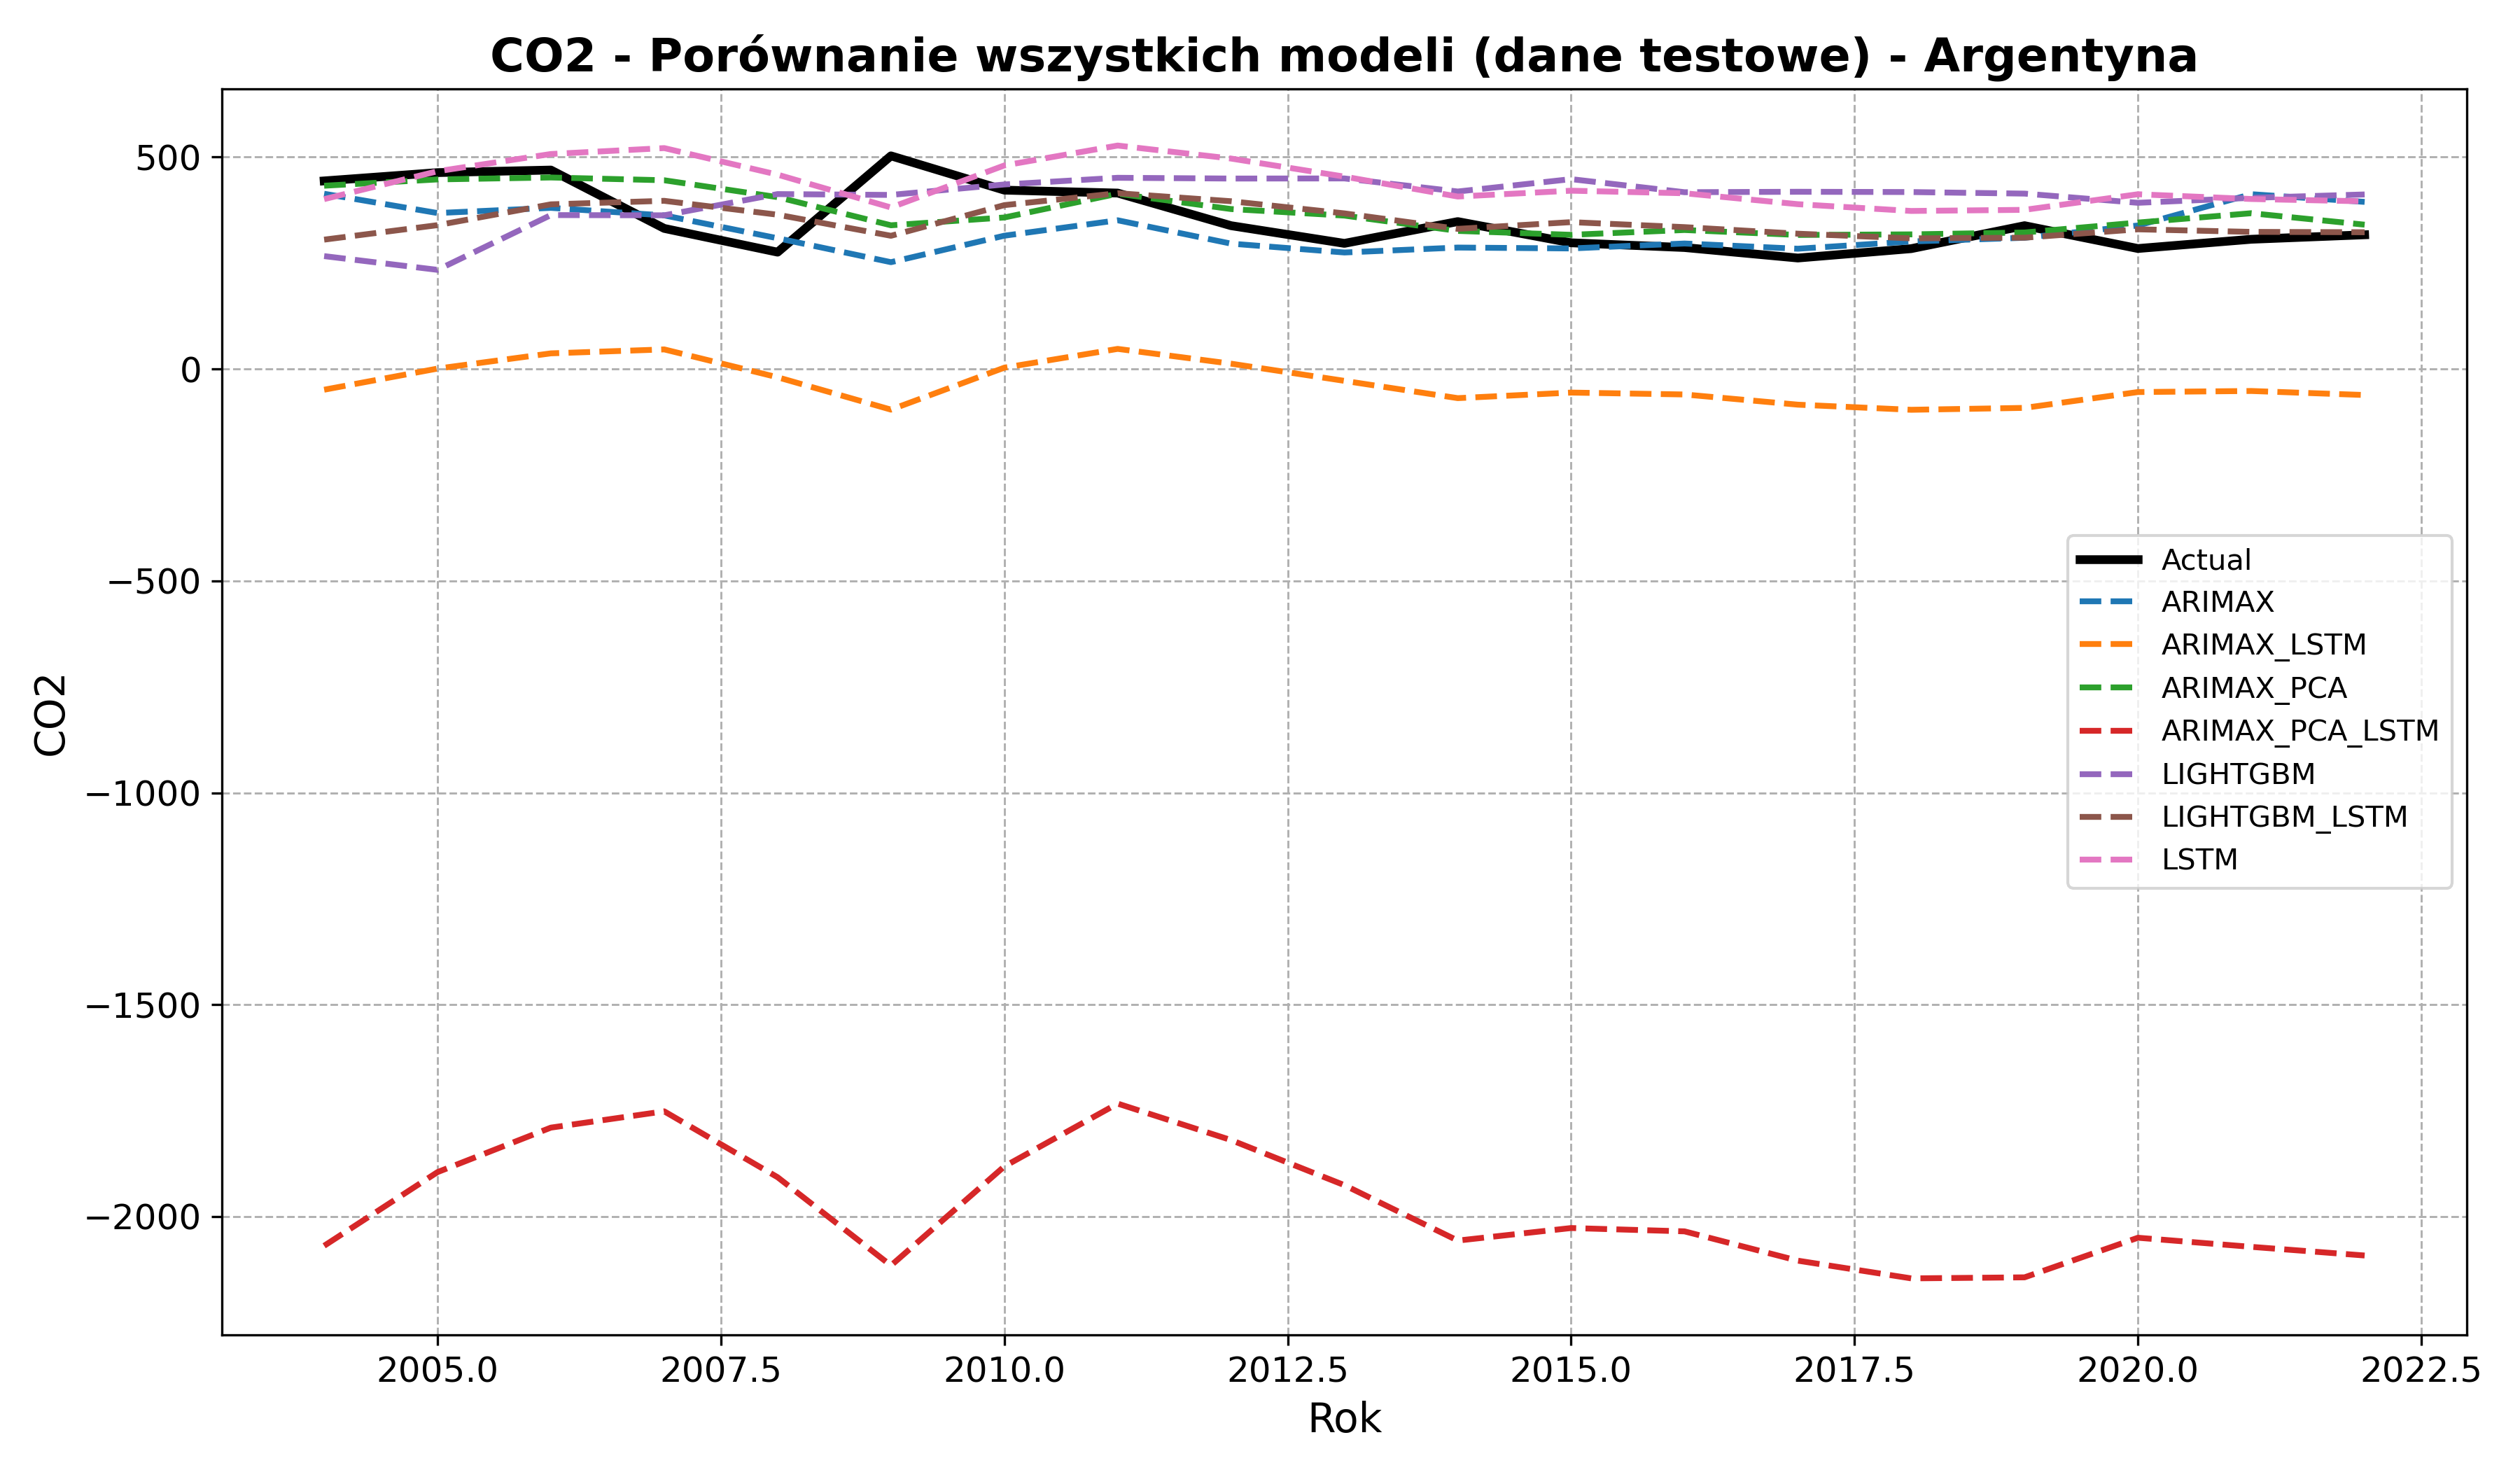 CO2 - Porównanie wszystkich modeli (dane testowe) - Argentyna
500
0
−500
−1000
−1500
−2000
CO2
Actual
ARIMAX
ARIMAX_LSTM
ARIMAX_PCA
ARIMAX_PCA_LSTM
LIGHTGBM
LIGHTGBM_LSTM
LSTM
2005.0 2007.5 2010.0 2012.5 2015.0 2017.5 2020.0 2022.5
Rok